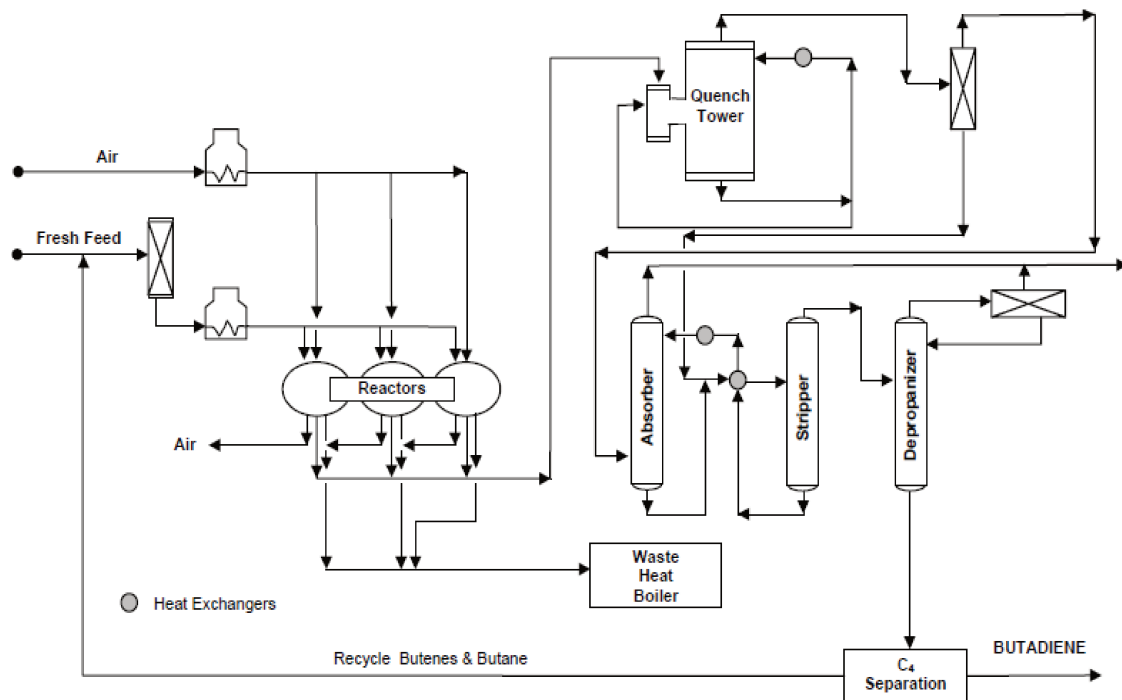 Quench
Tower
Air
Fresh Feed
Reactors
Air
Absorber
Stripper
Depropanizer
Waste
Heat
Boiler
Heat Exchangers
Recycle Butenes & Butane
C₄
Separation
BUTADIENE